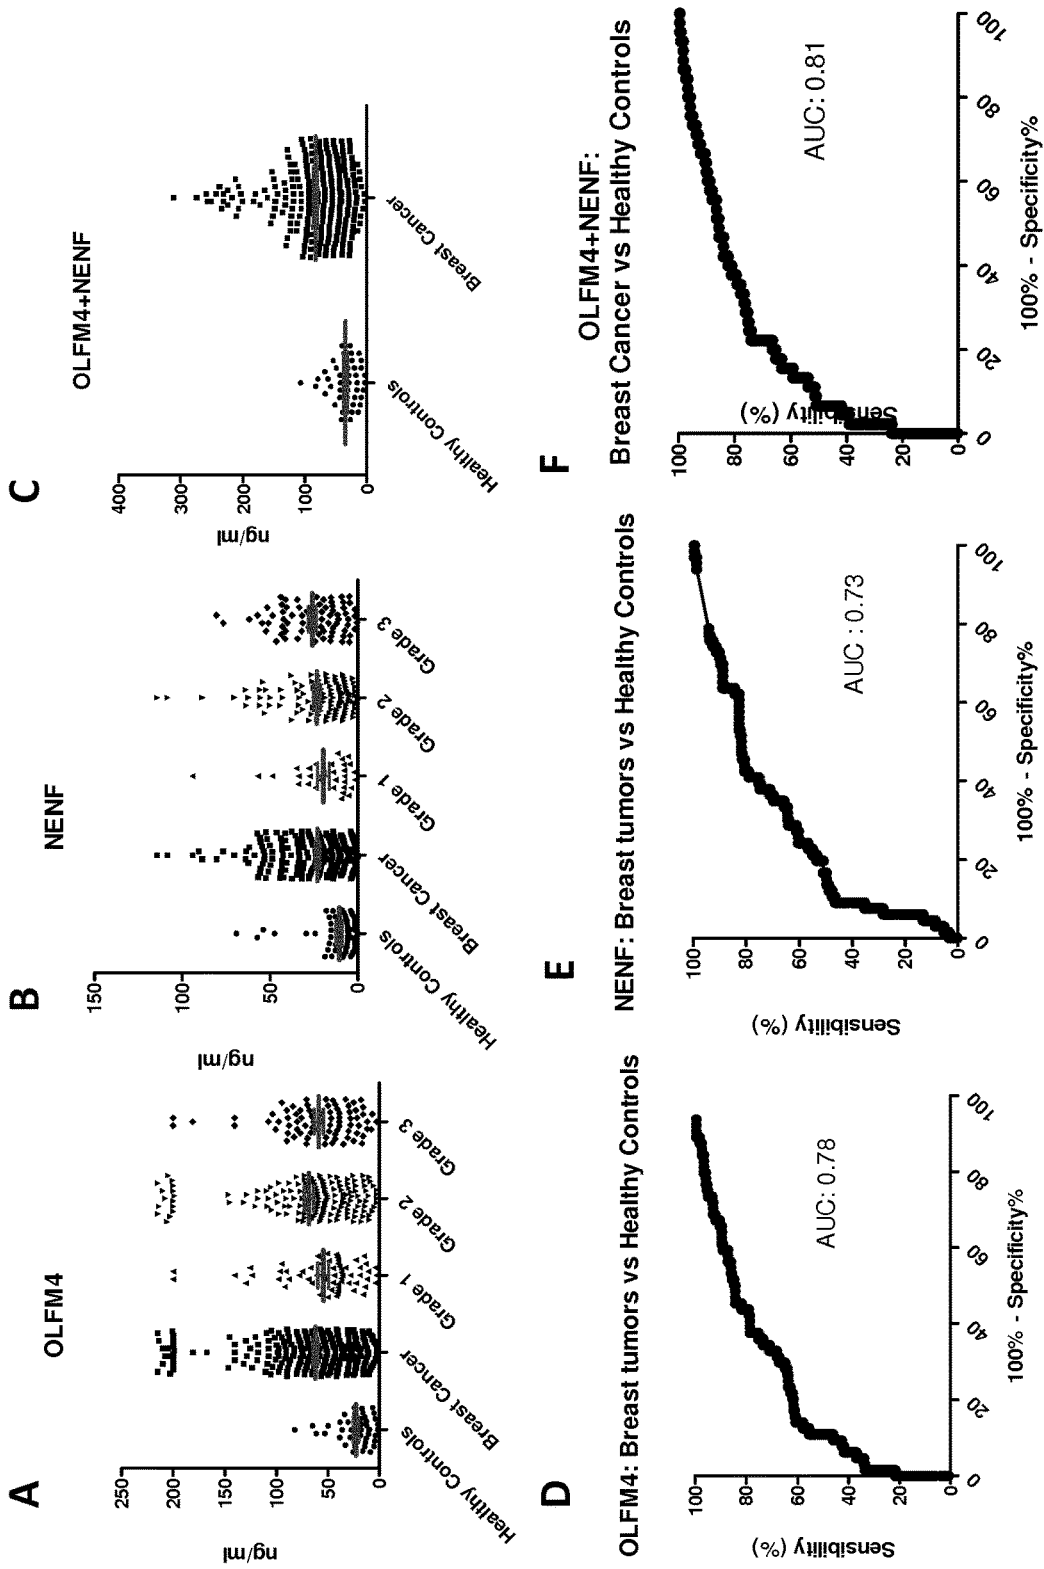 A
OLFM4
ng/ml
250
200
150
100
50
0
Healthy Controls
Breast Cancer
Grade 1
Grade 2
Grade 3
B
NENF
ng/ml
150
100
50
0
Healthy Controls
Breast Cancer
Grade 1
Grade 2
Grade 3
C
OLFM4+NENF
ng/ml
400
300
200
100
0
Healthy Controls
Breast Cancer
D
OLFM4: Breast tumors vs Healthy Controls
Sensibility (%)
100
80
60
40
20
0
AUC: 0.78
0
20
40
60
80
100
100% - Specificity%
E
NENF: Breast tumors vs Healthy Controls
Sensibility (%)
100
80
60
40
20
0
AUC : 0.73
0
20
40
60
80
100
100% - Specificity%
F
OLFM4+NENF:
Breast Cancer vs Healthy Controls
Sensibility (%)
100
80
60
40
20
0
AUC: 0.81
0
20
40
60
80
100
100% - Specificity%